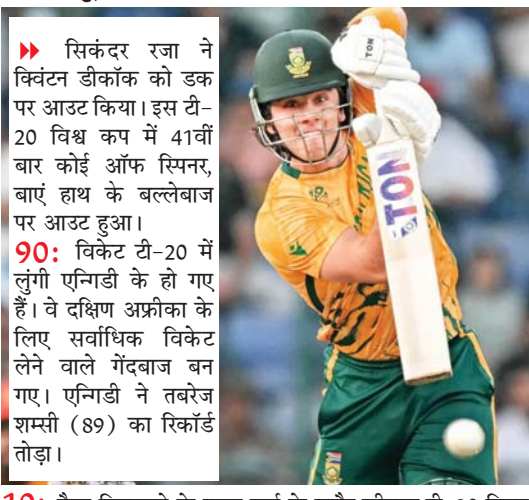 ▶▶ सिकंदर रजा ने
क्विंटन डीकॉक को डक
पर आउट किया। इस टी-
20 विश्व कप में 41वीं
बार कोई ऑफ स्पिनर,
बाएं हाथ के बल्लेबाज
पर आउट हुआ।
90: विकेट टी-20 में
लुंगी एन्गिडी के हो गए
हैं। वे दक्षिण अफ्रीका के
लिए सर्वाधिक विकेट
लेने वाले गेंदबाज बन
गए। एन्गिडी ने तबरेज
शम्सी (89) का रिकॉर्ड
तोड़ा।
TON
TON